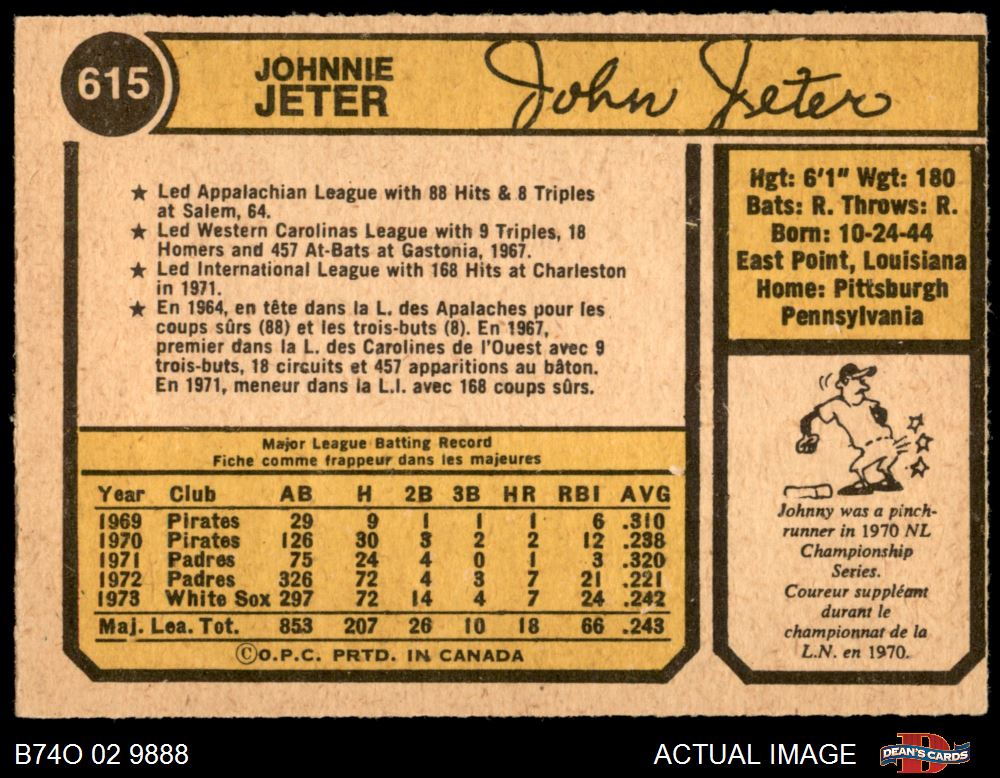 615
JOHNNIE
JETER
John Jeter
★ Led Appalachian League with 88 Hits & 8 Triples
at Salem, 64.
★ Led Western Carolinas League with 9 Triples, 18
Homers and 457 At-Bats at Gastonia, 1967.
★ Led International League with 168 Hits at Charleston
in 1971.
★ En 1964, en tête dans la L. des Apalaches pour les
coups sûrs (88) et les trois-buts (8). En 1967,
premier dans la L. des Carolines de l'Ouest avec 9
trois-buts, 18 circuits et 457 apparitions au bâton.
En 1971, meneur dans la L.I. avec 168 coups sûrs.
Major League Batting Record
Fiche comme frappeur dans les majeures
Year Club AB H 2B 3B HR RBI AVG
1969 Pirates 29 9 1 1 1 6 .310
1970 Pirates 126 30 3 2 2 12 .238
1971 Padres 75 24 4 0 1 3 .320
1972 Padres 326 72 4 3 7 21 .221
1973 White Sox 297 72 14 4 7 24 .242
Maj. Lea. Tot. 853 207 26 10 18 66 .243
©O.P.C. PRTD. IN CANADA
Hgt: 6'1" Wgt: 180
Bats: R. Throws: R.
Born: 10-24-44
East Point, Louisiana
Home: Pittsburgh
Pennsylvania
Johnny was a pinch-
runner in 1970 NL
Championship
Series.
Coureur suppléant
durant le
championnat de la
L.N. en 1970.
B74O 02 9888
ACTUAL IMAGE
DEAN'S CARDS